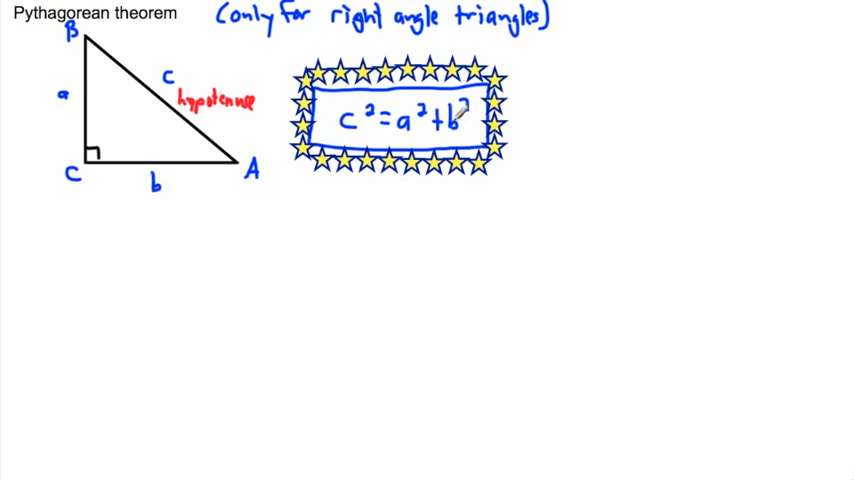 Pythagorean theorem (only for right angle triangles)
B
c
a
hypotenuse
c² = a² + b²
C
A
b